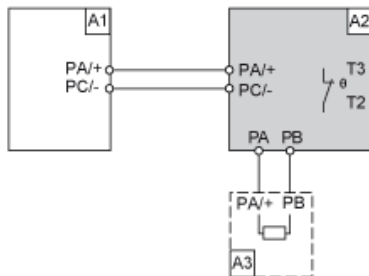 A1
A2
PA/+
PC/-
PA/+
PC/-
T3
θ
T2
PA PB
PA/+ PB
A3